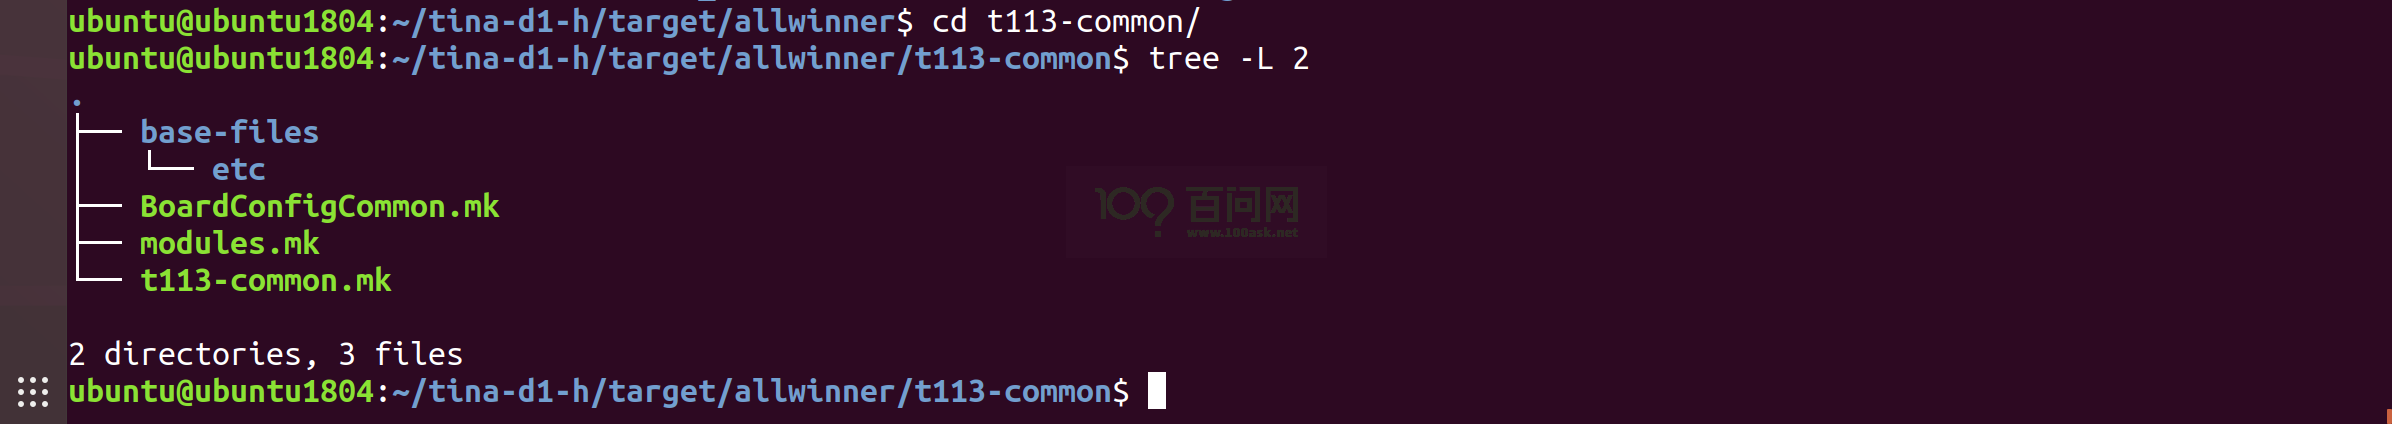 ubuntu@ubuntu1804:~/tina-d1-h/target/allwinner$ cd t113-common/
ubuntu@ubuntu1804:~/tina-d1-h/target/allwinner/t113-common$ tree -L 2
.
├── base-files
│   └── etc
├── BoardConfigCommon.mk
├── modules.mk
└── t113-common.mk
2 directories, 3 files
ubuntu@ubuntu1804:~/tina-d1-h/target/allwinner/t113-common$
百问网
www.100ask.net